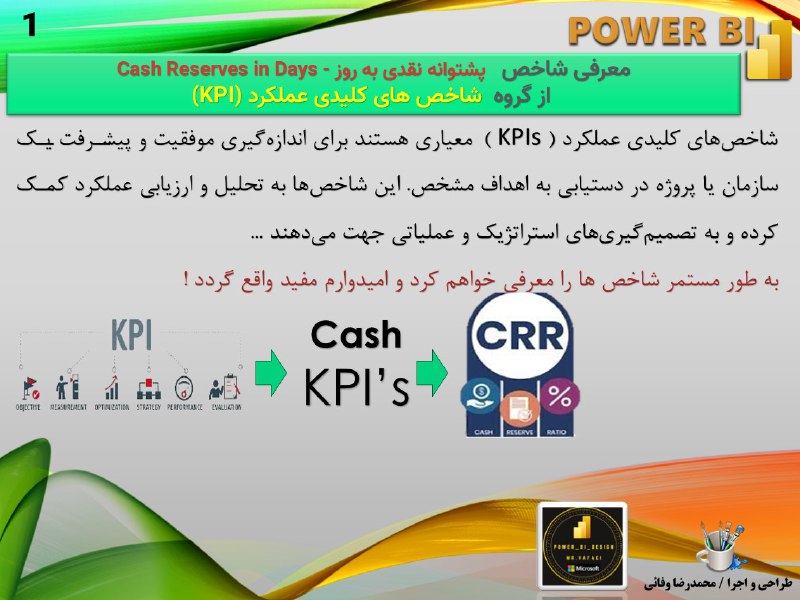 1
POWER BI
معرفی شاخص پشتوانه نقدی به روز - Cash Reserves in Days
از گروه شاخص های کلیدی عملکرد (KPI)
شاخص‌های کلیدی عملکرد ( KPIs ) معیاری هستند برای اندازه‌گیری موفقیت و پیشرفت یک
سازمان یا پروژه در دستیابی به اهداف مشخص. این شاخص‌ها به تحلیل و ارزیابی عملکرد کمک
کرده و به تصمیم‌گیری‌های استراتژیک و عملیاتی جهت می‌دهند ...
به طور مستمر شاخص ها را معرفی خواهم کرد و امیدوارم مفید واقع گردد !
KPI
OBJECTIVE MEASUREMENT OPTIMIZATION STRATEGY PERFORMANCE EVALUATION
Cash
KPI's
CRR
CASH RESERVE RATIO
POWER_BI_DESIGN
MR.VAFAEI
Microsoft
طراحی و اجرا / محمدرضا وفائی